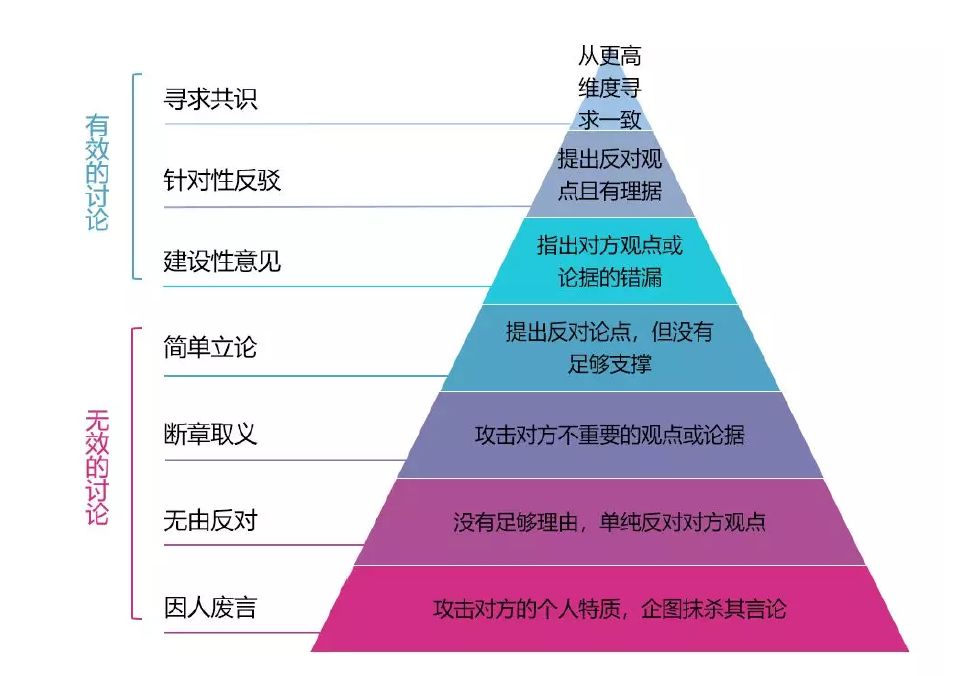 有效的讨论
寻求共识
从更高
维度寻
求一致
针对性反驳
提出反对观
点且有理据
建设性意见
指出对方观点或
论据的错漏
无效的讨论
简单立论
提出反对论点，但没有
足够支撑
断章取义
攻击对方不重要的观点或论据
无由反对
没有足够理由，单纯反对对方观点
因人废言
攻击对方的个人特质，企图抹杀其言论